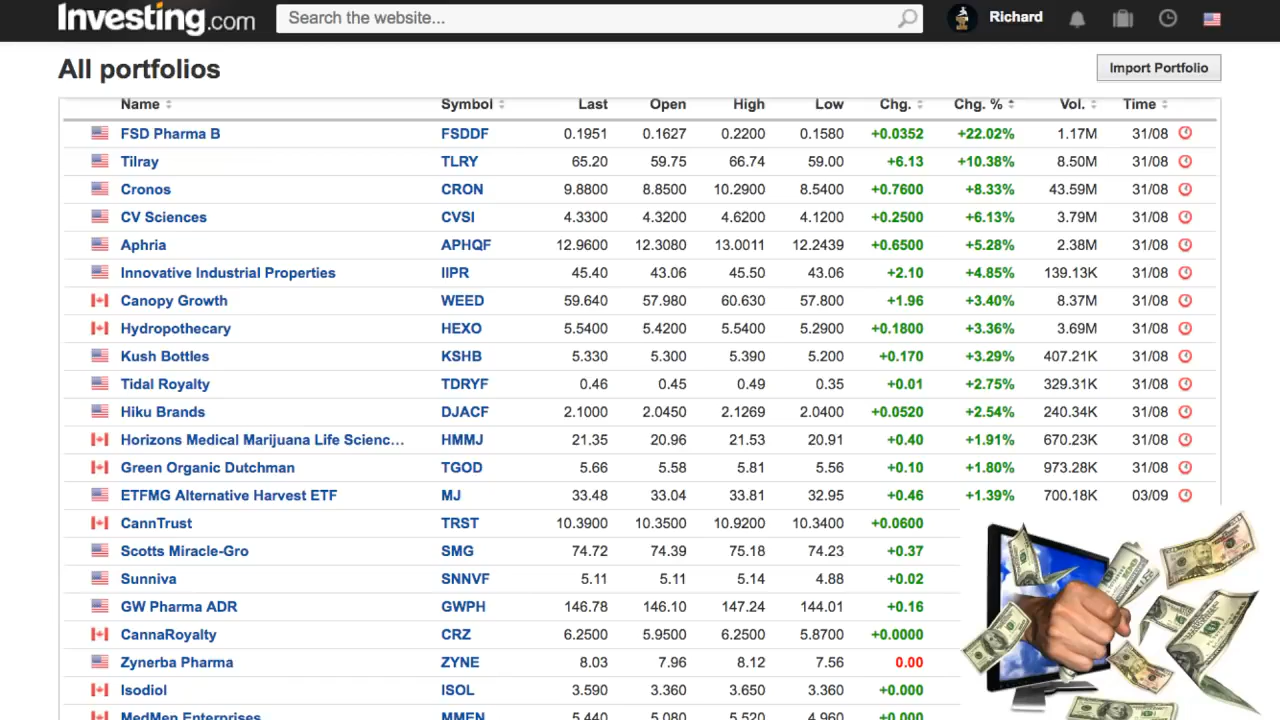 Investing.com Search the website... Richard
All portfolios Import Portfolio
Name Symbol Last Open High Low Chg. Chg. % Vol. Time
FSD Pharma B FSDDF 0.1951 0.1627 0.2200 0.1580 +0.0352 +22.02% 1.17M 31/08
Tilray TLRY 65.20 59.75 66.74 59.00 +6.13 +10.38% 8.50M 31/08
Cronos CRON 9.8800 8.8500 10.2900 8.5400 +0.7600 +8.33% 43.59M 31/08
CV Sciences CVSI 4.3300 4.3200 4.6200 4.1200 +0.2500 +6.13% 3.79M 31/08
Aphria APHQF 12.9600 12.3080 13.0011 12.2439 +0.6500 +5.28% 2.38M 31/08
Innovative Industrial Properties IIPR 45.40 43.06 45.50 43.06 +2.10 +4.85% 139.13K 31/08
Canopy Growth WEED 59.640 57.980 60.630 57.800 +1.96 +3.40% 8.37M 31/08
Hydropothecary HEXO 5.5400 5.4200 5.5400 5.2900 +0.1800 +3.36% 3.69M 31/08
Kush Bottles KSHB 5.330 5.300 5.390 5.200 +0.170 +3.29% 407.21K 31/08
Tidal Royalty TDRYF 0.46 0.45 0.49 0.35 +0.01 +2.75% 329.31K 31/08
Hiku Brands DJACF 2.1000 2.0450 2.1269 2.0400 +0.0520 +2.54% 240.34K 31/08
Horizons Medical Marijuana Life Scienc... HMMJ 21.35 20.96 21.53 20.91 +0.40 +1.91% 670.23K 31/08
Green Organic Dutchman TGOD 5.66 5.58 5.81 5.56 +0.10 +1.80% 973.28K 31/08
ETFMG Alternative Harvest ETF MJ 33.48 33.04 33.81 32.95 +0.46 +1.39% 700.18K 03/09
CannTrust TRST 10.3900 10.3500 10.9200 10.3400 +0.0600
Scotts Miracle-Gro SMG 74.72 74.39 75.18 74.23 +0.37
Sunniva SNNVF 5.11 5.11 5.14 4.88 +0.02
GW Pharma ADR GWPH 146.78 146.10 147.24 144.01 +0.16
CannaRoyalty CRZ 6.2500 5.9500 6.2500 5.8700 +0.0000
Zynerba Pharma ZYNE 8.03 7.96 8.12 7.56 0.00
Isodiol ISOL 3.590 3.360 3.650 3.360 +0.000
MedMen Enterprises MMEN 5.440 5.080 5.520 4.960 +0.000